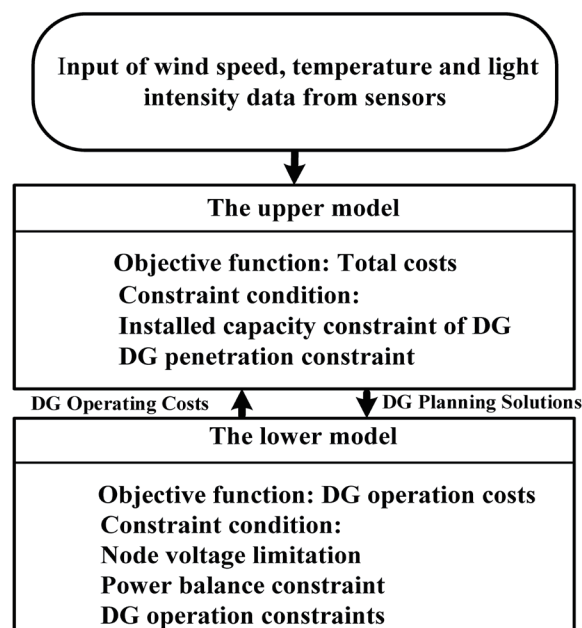 Input of wind speed, temperature and light
intensity data from sensors
The upper model
Objective function: Total costs
Constraint condition:
Installed capacity constraint of DG
DG penetration constraint
DG Operating Costs
DG Planning Solutions
The lower model
Objective function: DG operation costs
Constraint condition:
Node voltage limitation
Power balance constraint
DG operation constraints